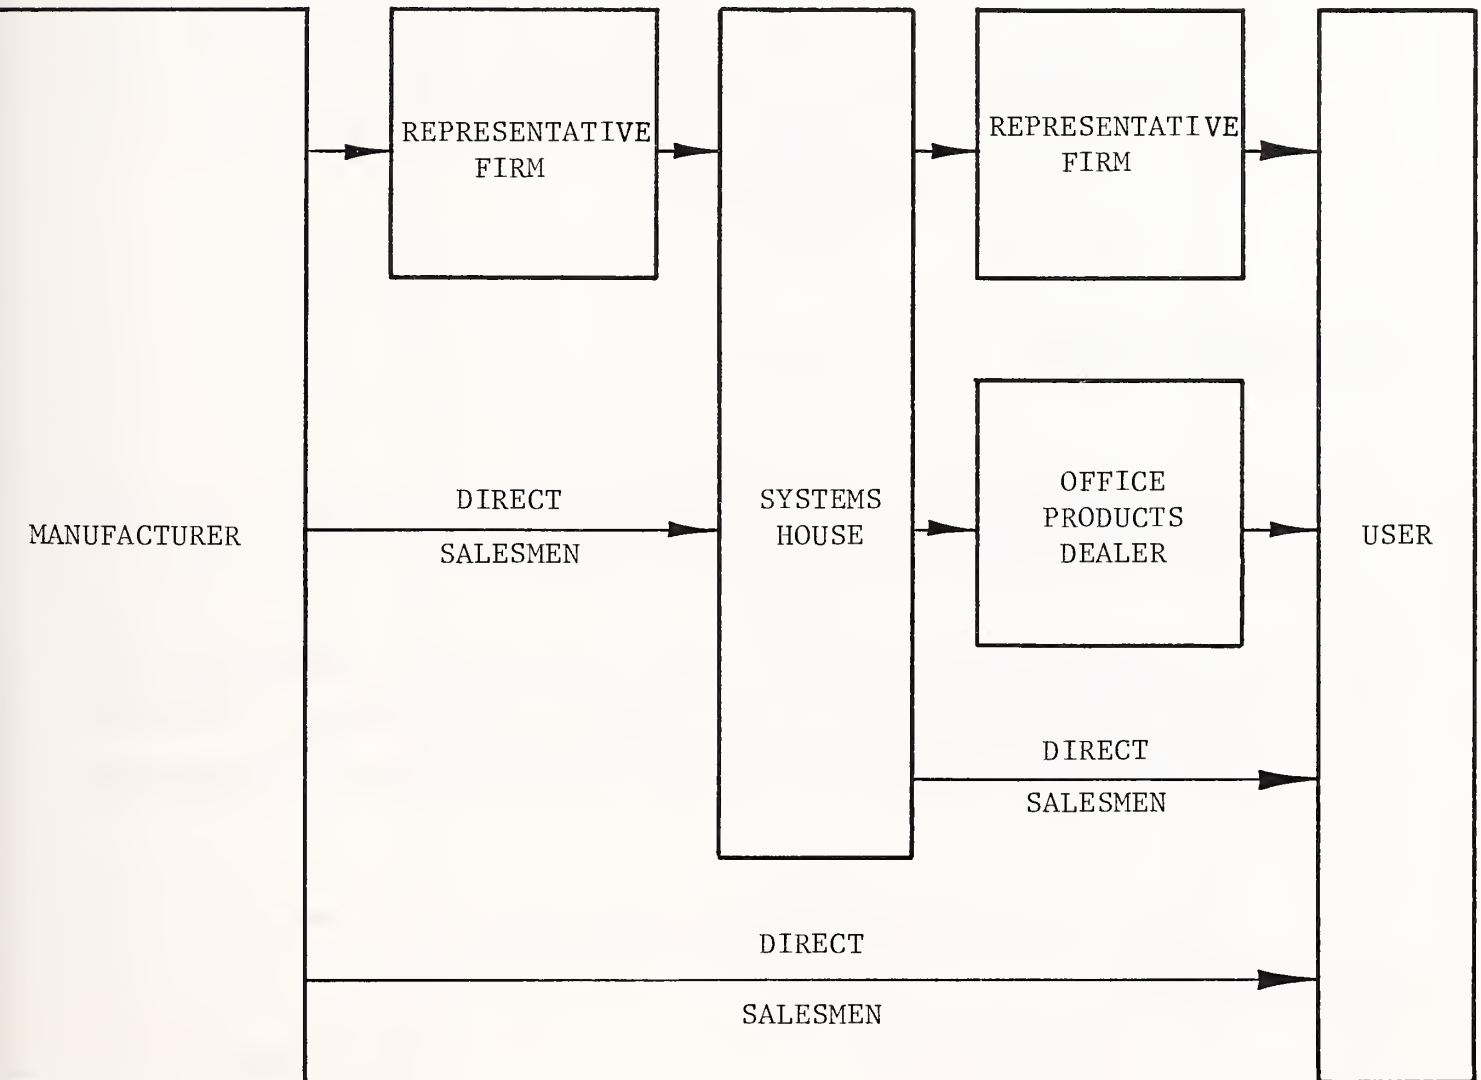 REPRESENTATIVE
FIRM
REPRESENTATIVE
FIRM
MANUFACTURER
DIRECT
SALESMEN
SYSTEMS
HOUSE
OFFICE
PRODUCTS
DEALER
USER
DIRECT
SALESMEN
DIRECT
SALESMEN